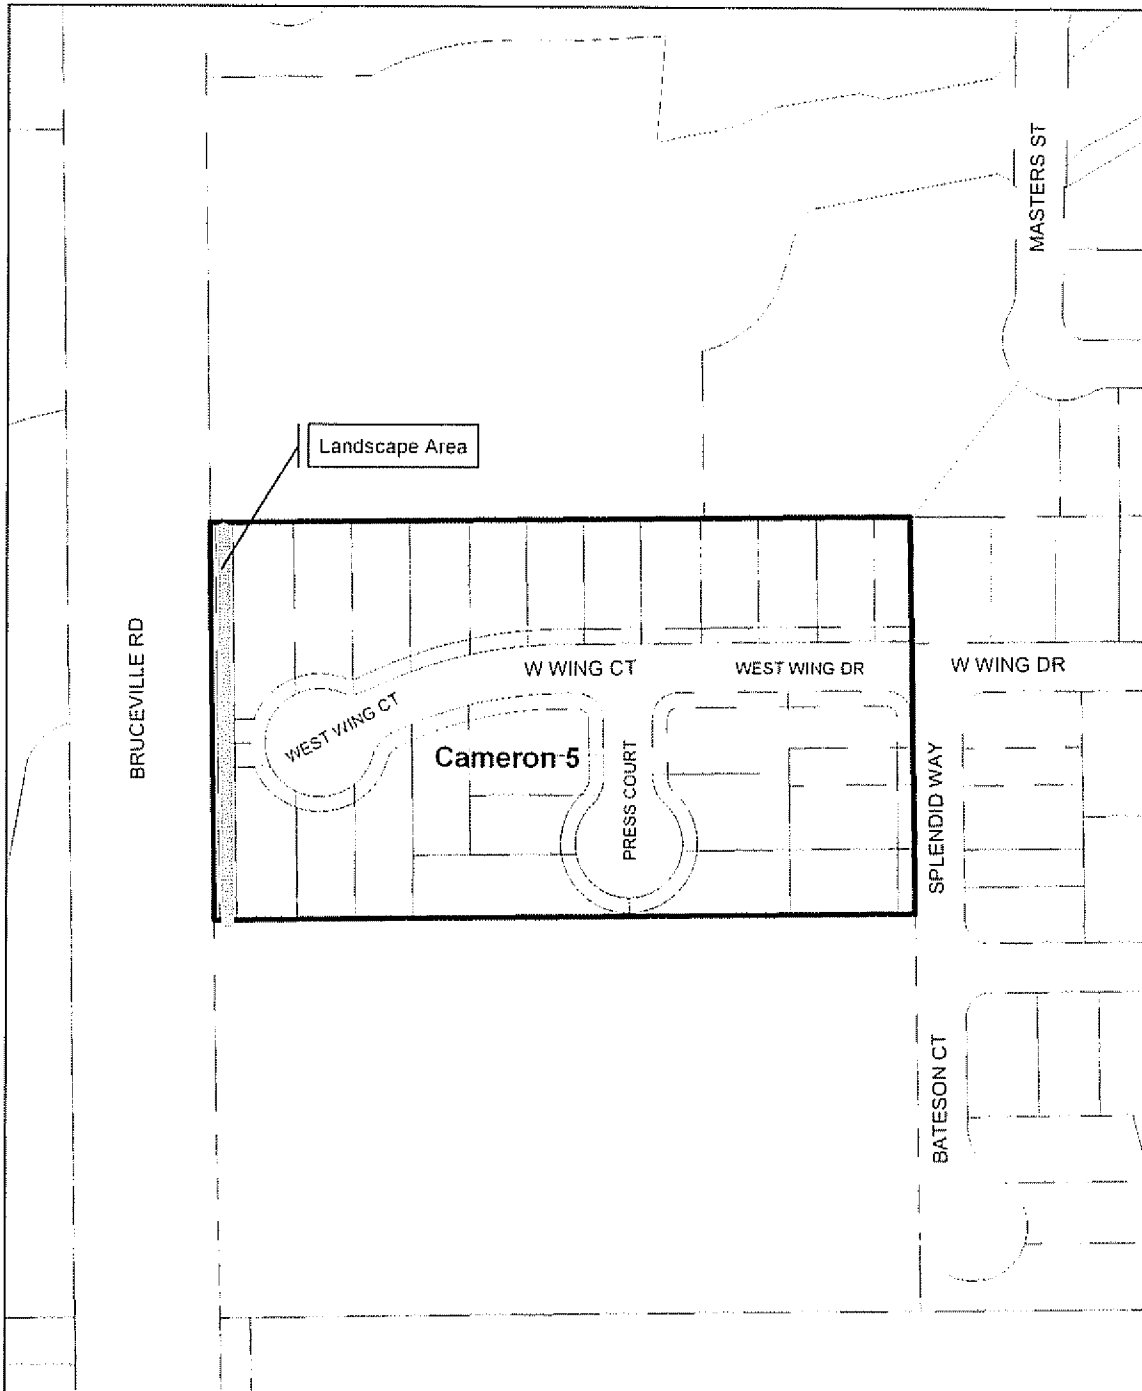 MASTERS ST
Landscape Area
BRUCEVILLE RD
W WING CT
WEST WING DR
W WING DR
WEST WING CT
Cameron-5
PRESS COURT
SPLENDID WAY
BATESON CT